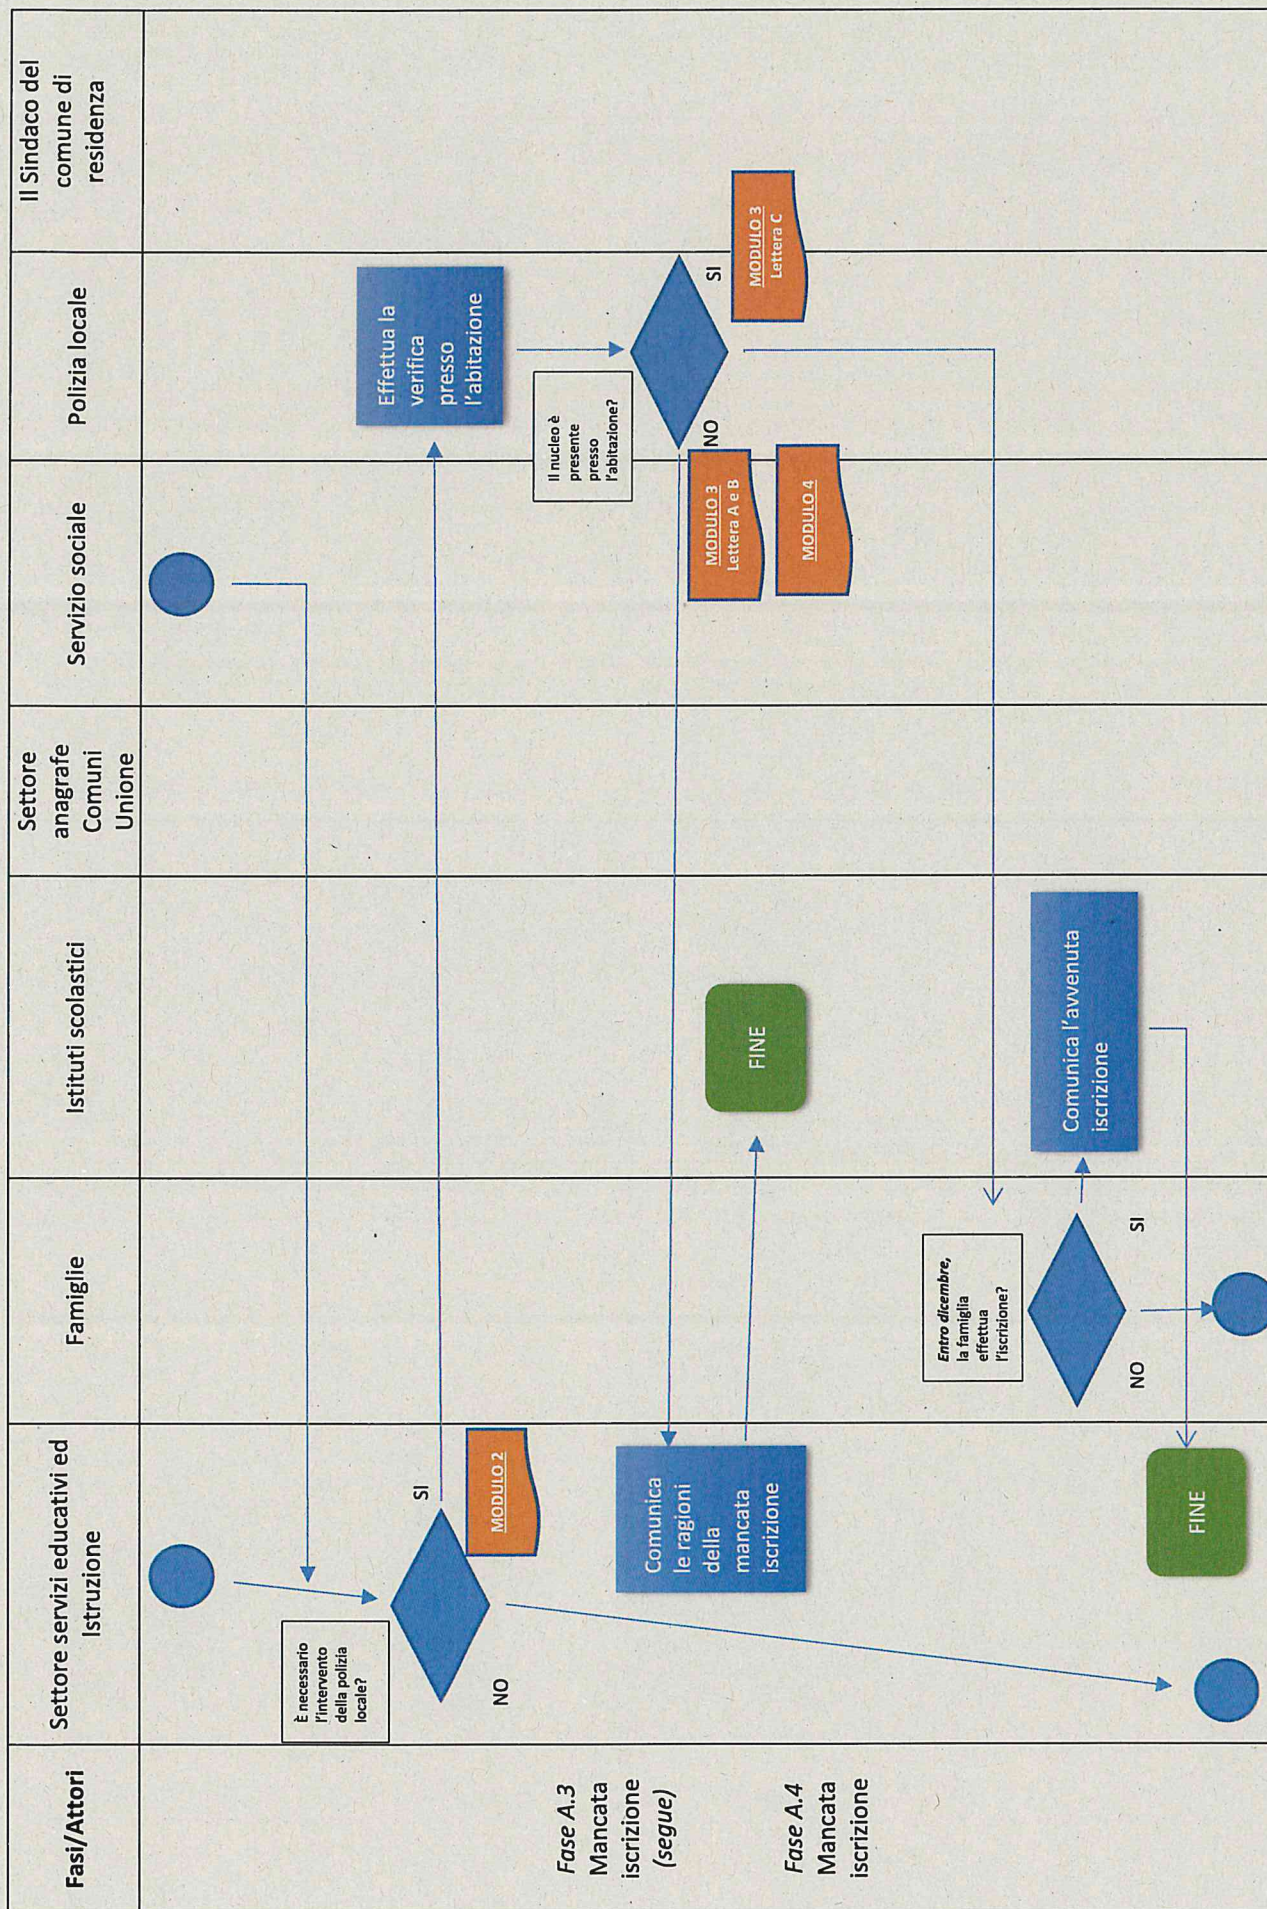 Fasi/Attori
Settore servizi educativi ed
Istruzione
Famiglie
Istituti scolastici
Settore
anagrafe
Comuni
Unione
Servizio sociale
Polizia locale
Il Sindaco del
comune di
residenza
È necessario
l'intervento
della polizia
locale?
SI
NO
MODULO 2
Effettua la
verifica
presso
l'abitazione
Il nucleo è
presente
presso
l'abitazione?
NO
SI
MODULO 3
Lettera A e B
MODULO 4
MODULO 3
Lettera C
Fase A.3
Mancata
iscrizione
(segue)
Comunica
le ragioni
della
mancata
iscrizione
FINE
Fase A.4
Mancata
iscrizione
Entro dicembre,
la famiglia
effettua
l'iscrizione?
NO
SI
Comunica l'avvenuta
iscrizione
FINE